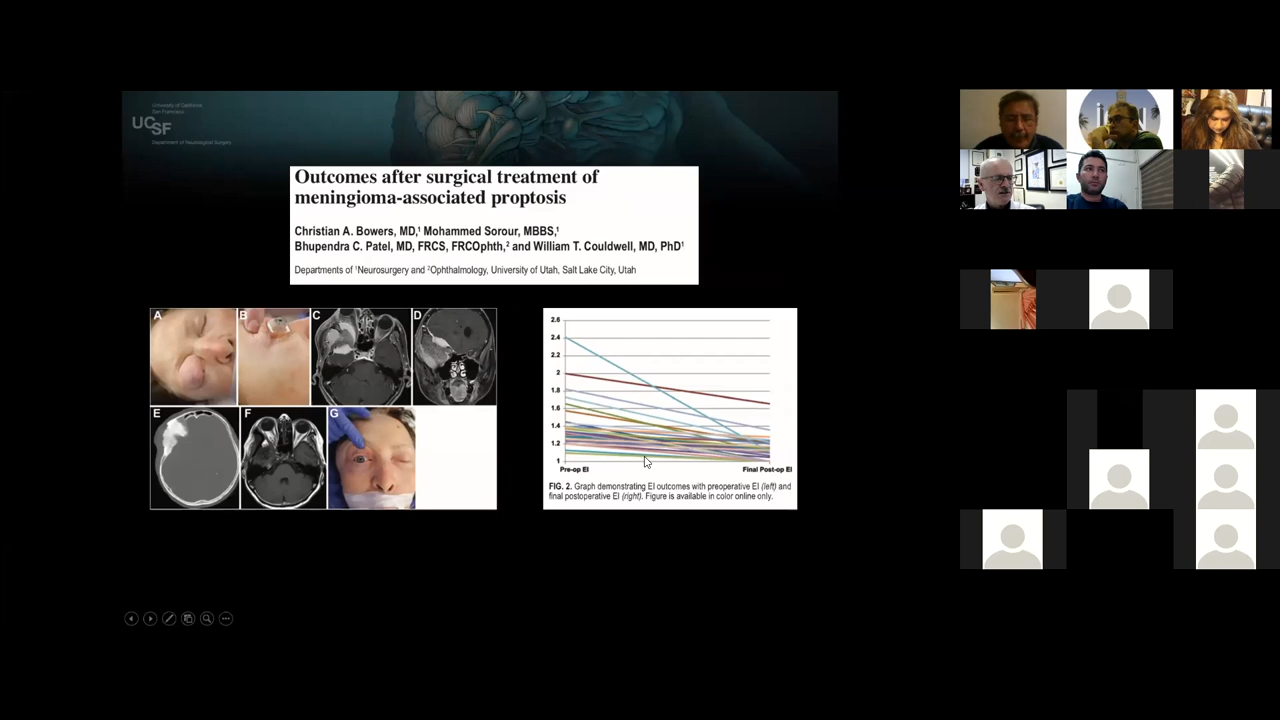 University of California
San Francisco
UCSF
Department of Neurological Surgery
Outcomes after surgical treatment of
meningioma-associated proptosis
Christian A. Bowers, MD,¹ Mohammed Sorour, MBBS,¹
Bhupendra C. Patel, MD, FRCS, FRCOphth,² and William T. Couldwell, MD, PhD¹
Departments of ¹Neurosurgery and ²Ophthalmology, University of Utah, Salt Lake City, Utah
A
B
C
D
E
F
G
2.6
2.4
2.2
2
1.8
1.6
1.4
1.2
1
Pre-op EI
Final Post-op EI
FIG. 2. Graph demonstrating EI outcomes with preoperative EI (left) and
final postoperative EI (right). Figure is available in color online only.